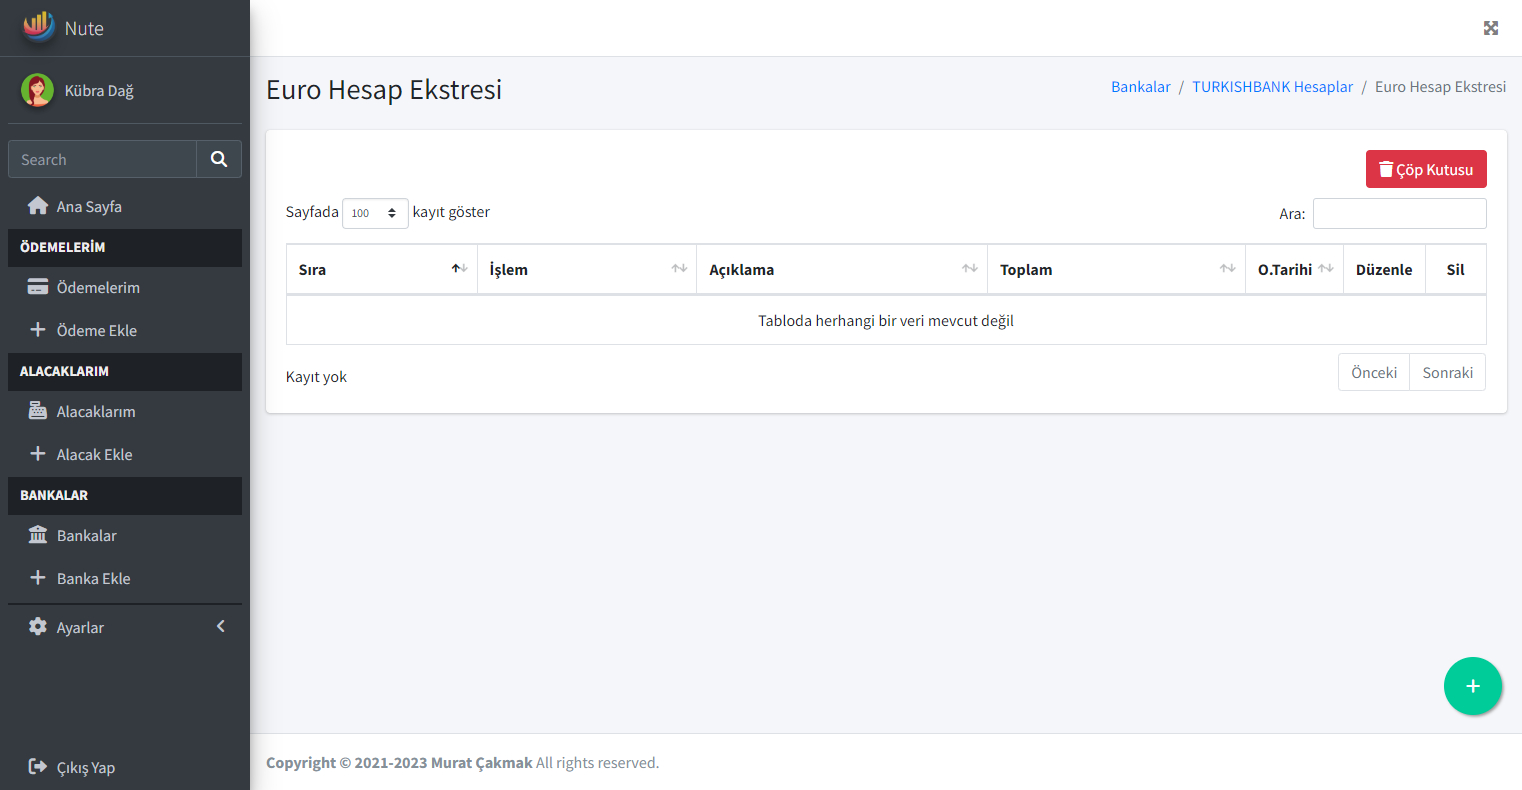 Nute
Kübra Dağ
Search
Ana Sayfa
ÖDEMELERİM
Ödemelerim
Ödeme Ekle
ALACAKLARIM
Alacaklarım
Alacak Ekle
BANKALAR
Bankalar
Banka Ekle
Ayarlar
Çıkış Yap
Euro Hesap Ekstresi
Bankalar / TURKISHBANK Hesaplar / Euro Hesap Ekstresi
Çöp Kutusu
Sayfada 100 kayıt göster
Ara:
Sıra İşlem Açıklama Toplam O.Tarihi Düzenle Sil
Tabloda herhangi bir veri mevcut değil
Kayıt yok
Önceki Sonraki
Copyright © 2021-2023 Murat Çakmak All rights reserved.